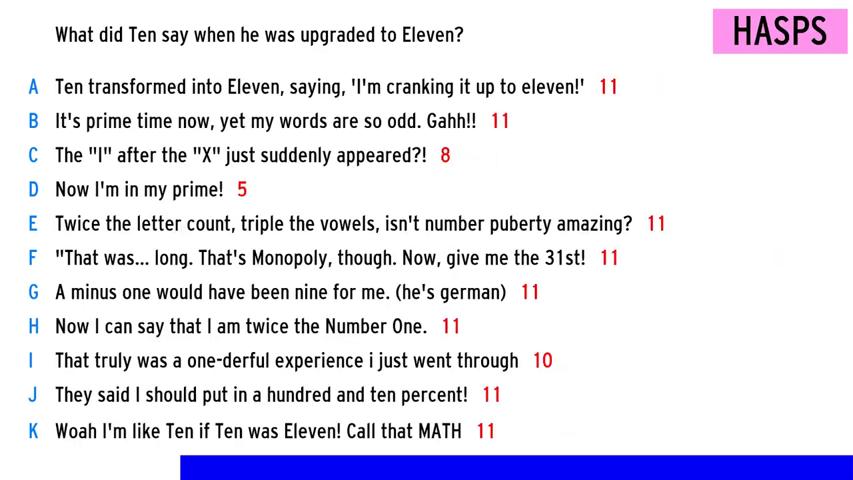 What did Ten say when he was upgraded to Eleven?
HASPS
A Ten transformed into Eleven, saying, 'I'm cranking it up to eleven!' 11
B It's prime time now, yet my words are so odd. Gahh!! 11
C The "I" after the "X" just suddenly appeared?! 8
D Now I'm in my prime! 5
E Twice the letter count, triple the vowels, isn't number puberty amazing? 11
F "That was... long. That's Monopoly, though. Now, give me the 31st! 11
G A minus one would have been nine for me. (he's german) 11
H Now I can say that I am twice the Number One. 11
I That truly was a one-derful experience i just went through 10
J They said I should put in a hundred and ten percent! 11
K Woah I'm like Ten if Ten was Eleven! Call that MATH 11